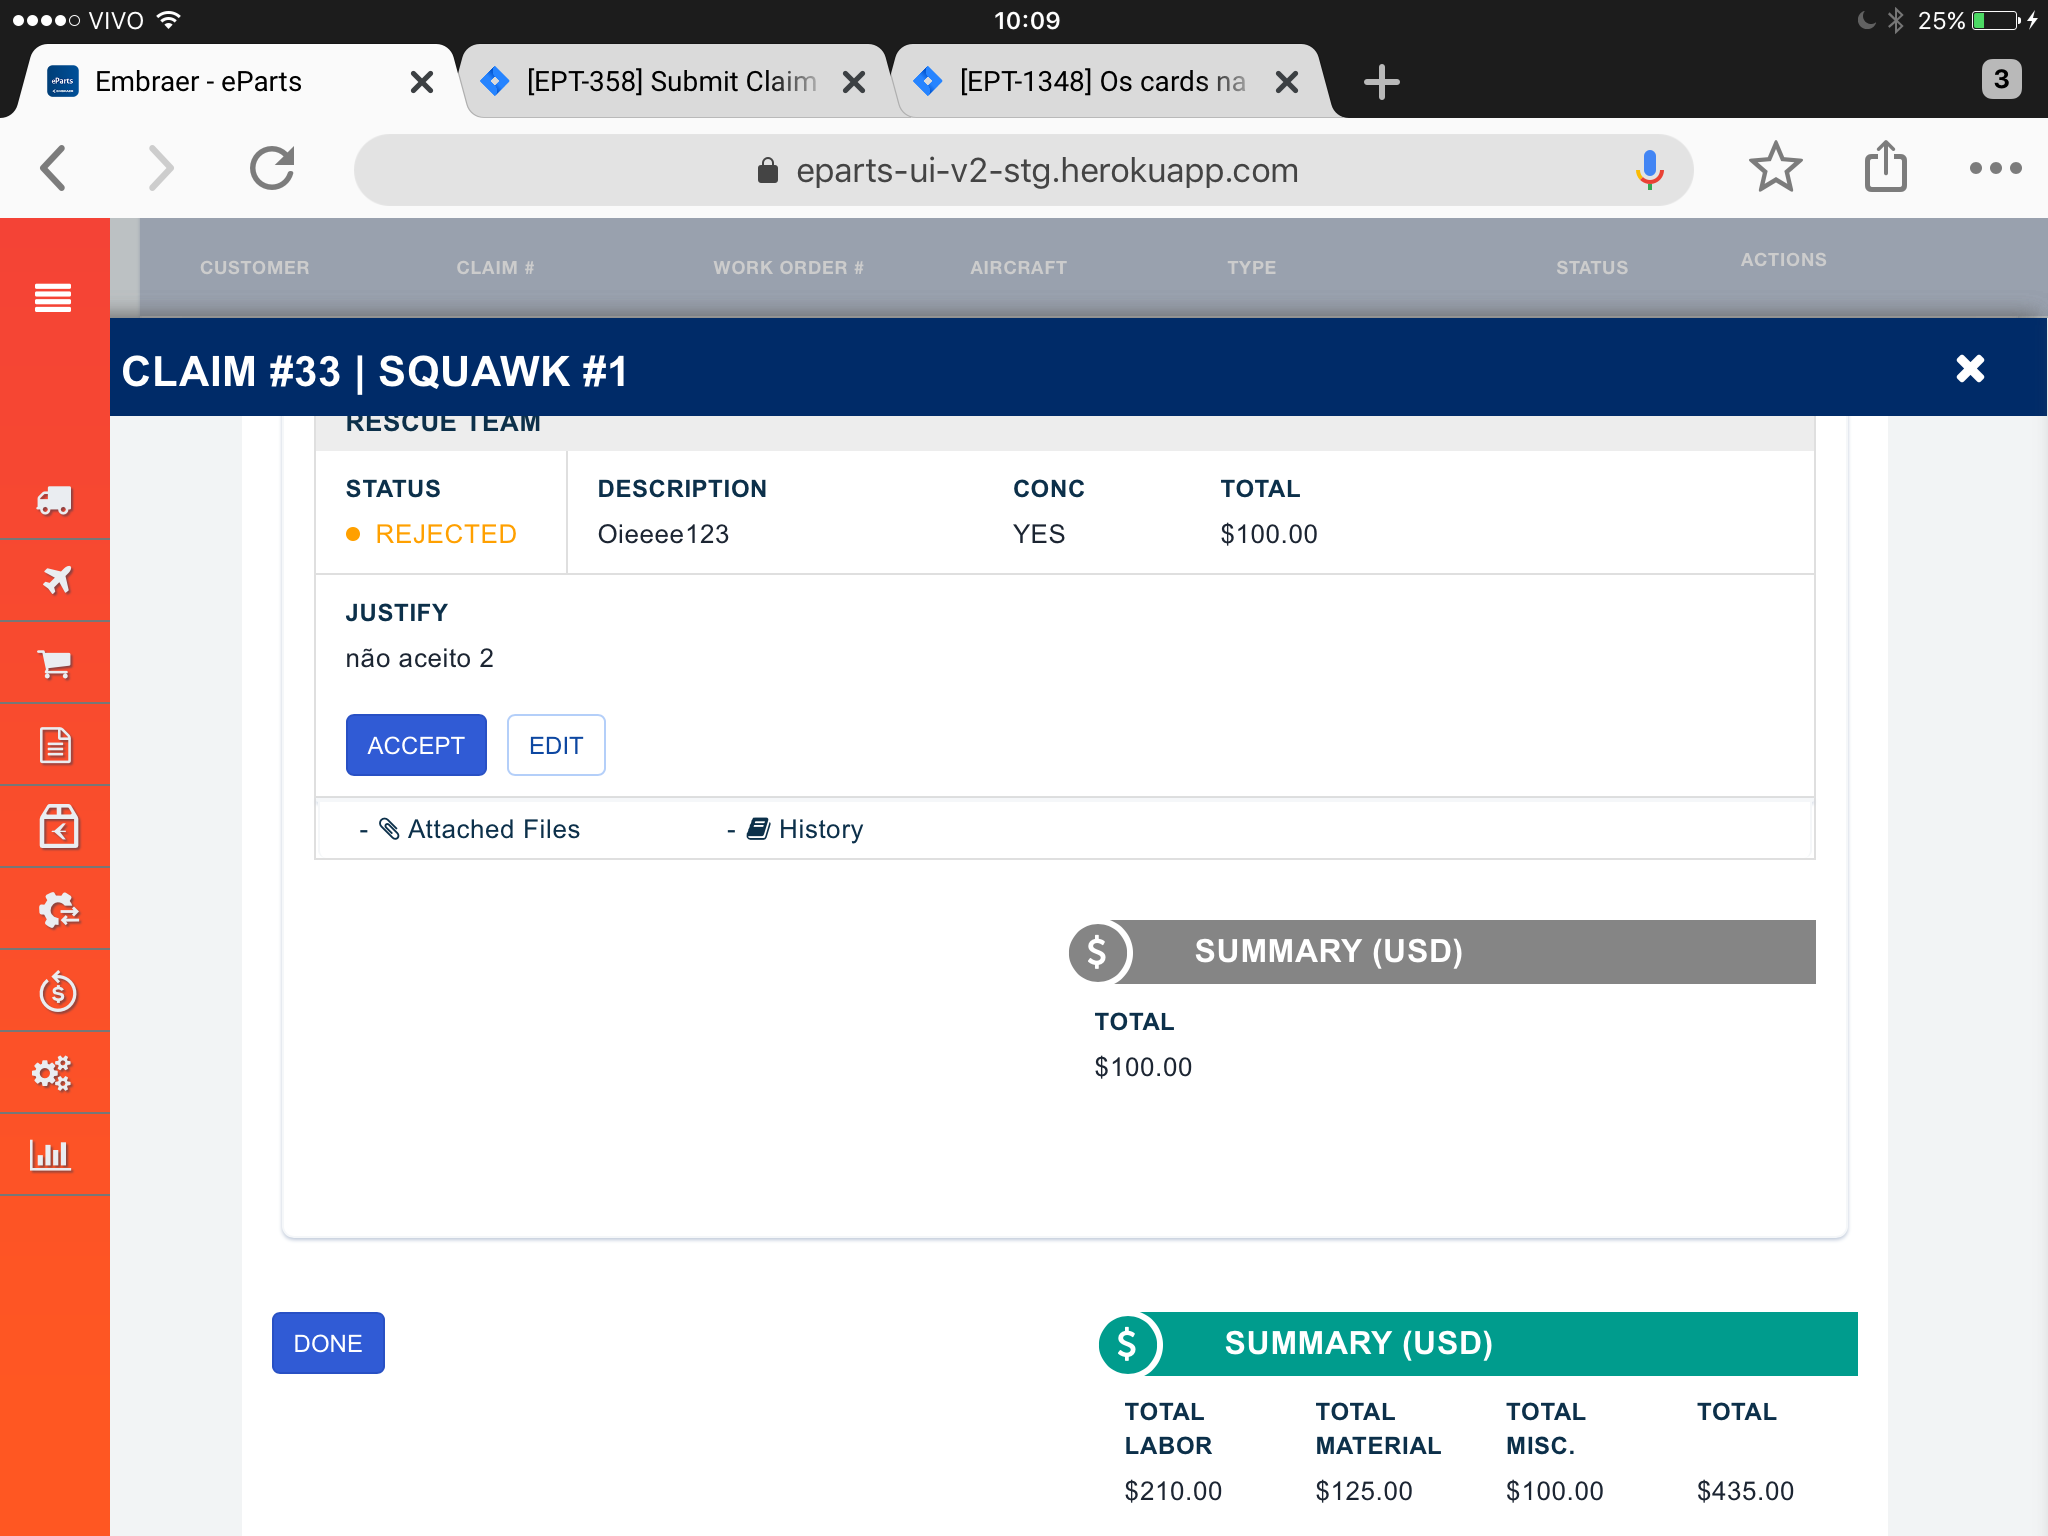 VIVO 10:09 25%
Embraer - eParts [EPT-358] Submit Claim [EPT-1348] Os cards na 3
eparts-ui-v2-stg.herokuapp.com
CUSTOMER CLAIM # WORK ORDER # AIRCRAFT TYPE STATUS ACTIONS
CLAIM #33 | SQUAWK #1
RESCUE TEAM
STATUS DESCRIPTION CONC TOTAL
REJECTED Oieeee123 YES $100.00
JUSTIFY
não aceito 2
ACCEPT EDIT
- Attached Files - History
$ SUMMARY (USD)
TOTAL
$100.00
DONE $ SUMMARY (USD)
TOTAL LABOR TOTAL MATERIAL TOTAL MISC. TOTAL
$210.00 $125.00 $100.00 $435.00